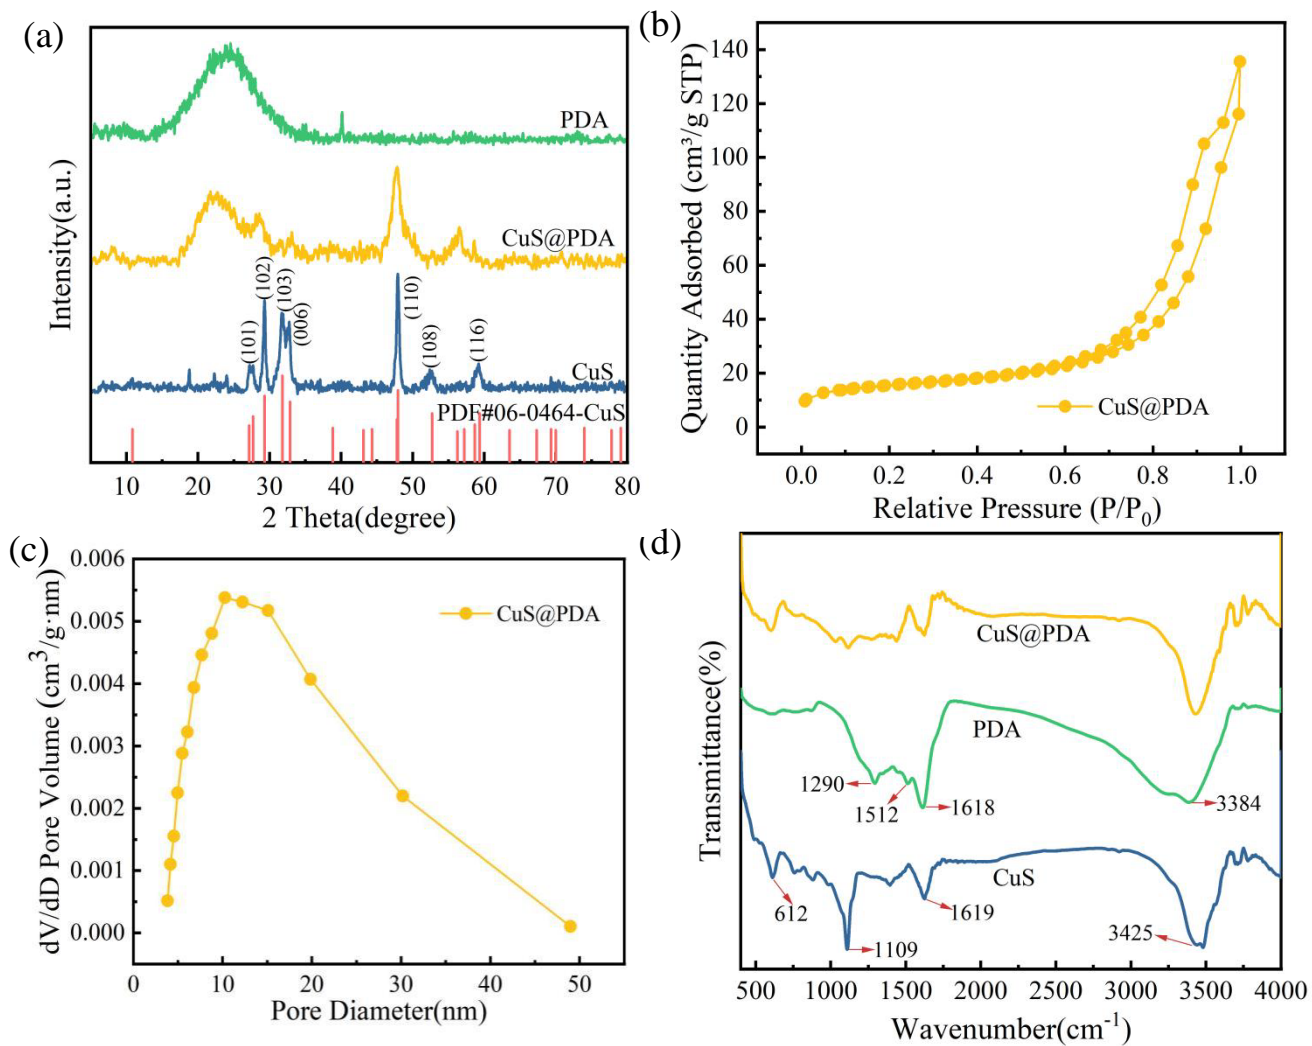 (a)
Intensity(a.u.)
PDA
CuS@PDA
(101)
(102)
(103)
(006)
(110)
(108)
(116)
CuS
PDF#06-0464-CuS
10 20 30 40 50 60 70 80
2 Theta(degree)
(b)
Quantity Adsorbed (cm³/g STP)
140
120
100
80
60
40
20
0
CuS@PDA
0.0 0.2 0.4 0.6 0.8 1.0
Relative Pressure (P/P₀)
(c)
dV/dD Pore Volume (cm³/g·nm)
0.006
0.005
0.004
0.003
0.002
0.001
0.000
CuS@PDA
0 10 20 30 40 50
Pore Diameter(nm)
(d)
Transmittance(%)
CuS@PDA
PDA
1290
1512
1618
3384
CuS
612
1109
1619
3425
500 1000 1500 2000 2500 3000 3500 4000
Wavenumber(cm⁻¹)